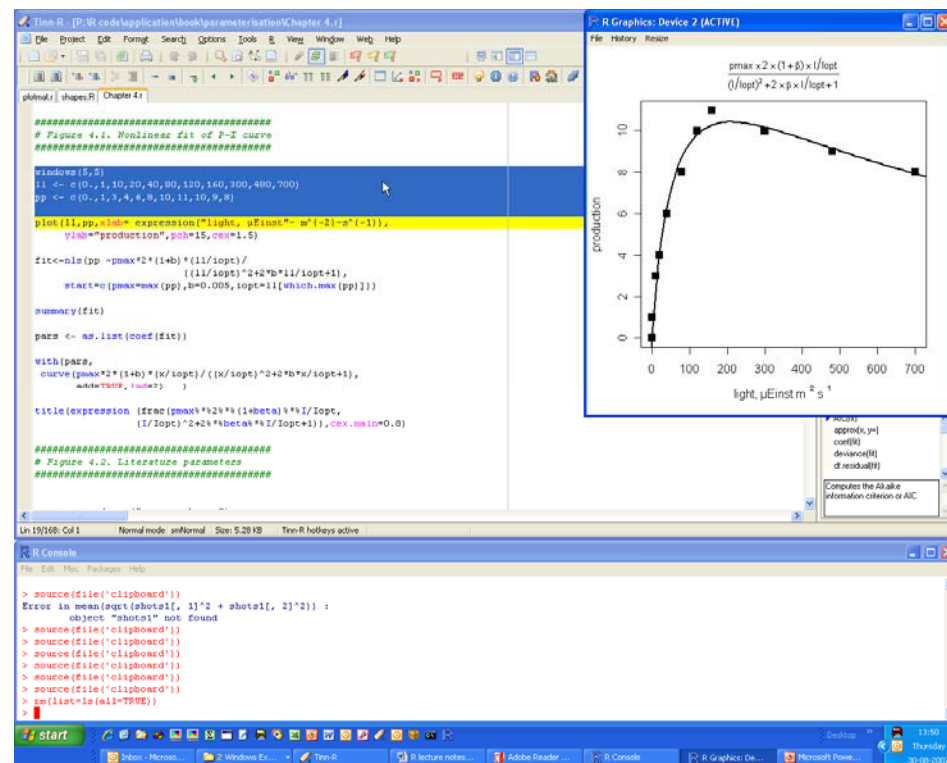 Tinn-R - [P:\R code\application\book\parameterisation\Chapter 4.r]
File Project Edit Format Search Options Tools R View Window Web Help
plotmat.r shapes.R Chapter 4.r
#########################################
# Figure 4.1. Nonlinear fit of P-I curve
#########################################
windows(5,5)
ll <- c(0.,1,10,20,40,80,120,160,300,480,700)
pp <- c(0.,1,3,4,6,8,10,11,10,9,8)
plot(ll,pp,xlab= expression("light, µEinst"~ m^{-2}~s^{-1}),
ylab="production",pch=15,cex=1.5)
fit<-nls(pp ~pmax*2*(1+b)*(ll/iopt)/
((ll/iopt)^2+2*b*ll/iopt+1),
start=c(pmax=max(pp),b=0.005,iopt=ll[which.max(pp)]))
summary(fit)
pars <- as.list(coef(fit))
with(pars,
curve(pmax*2*(1+b)*(x/iopt)/((x/iopt)^2+2*b*x/iopt+1),
add=TRUE,lwd=2) )
title(expression (frac(pmax%*%2%*%(1+beta)%*%I/Iopt,
(I/Iopt)^2+2%*%beta%*%I/Iopt+1)),cex.main=0.8)
#########################################
# Figure 4.2. Literature parameters
#########################################
Lin 19/168: Col 1 Normal mode smNormal Size: 5.28 KB Tinn-R hotkeys active
R Graphics: Device 2 (ACTIVE)
File History Resize
pmax × 2 × (1 + β) × I/Iopt
(I/Iopt)² + 2 × β × I/Iopt + 1
production
0 2 4 6 8 10
0 100 200 300 400 500 600 700
light, µEinst m ² s ⁻¹
AIC(fit)
approx(x, y=)
coef(fit)
deviance(fit)
df.residual(fit)
Computes the Akaike
information criterion or AIC
R Console
File Edit Misc Packages Help
> source(file('clipboard'))
Error in mean(sqrt(shots1[, 1]^2 + shots1[, 2]^2)) :
object "shots1" not found
> source(file('clipboard'))
> source(file('clipboard'))
> source(file('clipboard'))
> source(file('clipboard'))
> source(file('clipboard'))
> source(file('clipboard'))
> rm(list=ls(all=TRUE))
>
start
Desktop
13:50
Inbox - Microso... 2 Windows Ex... Tinn-R R lecture notes... Adobe Reader ... R Console R Graphics: De... Microsoft Powe...
Thursday